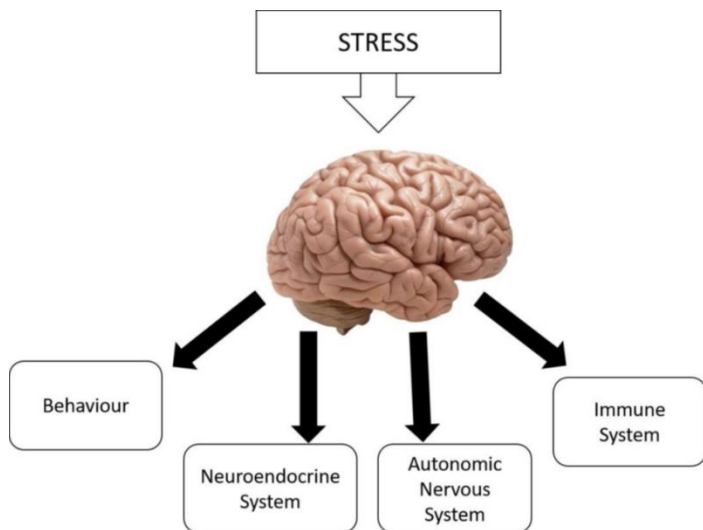 STRESS
Behaviour
Neuroendocrine
System
Autonomic
Nervous
System
Immune
System